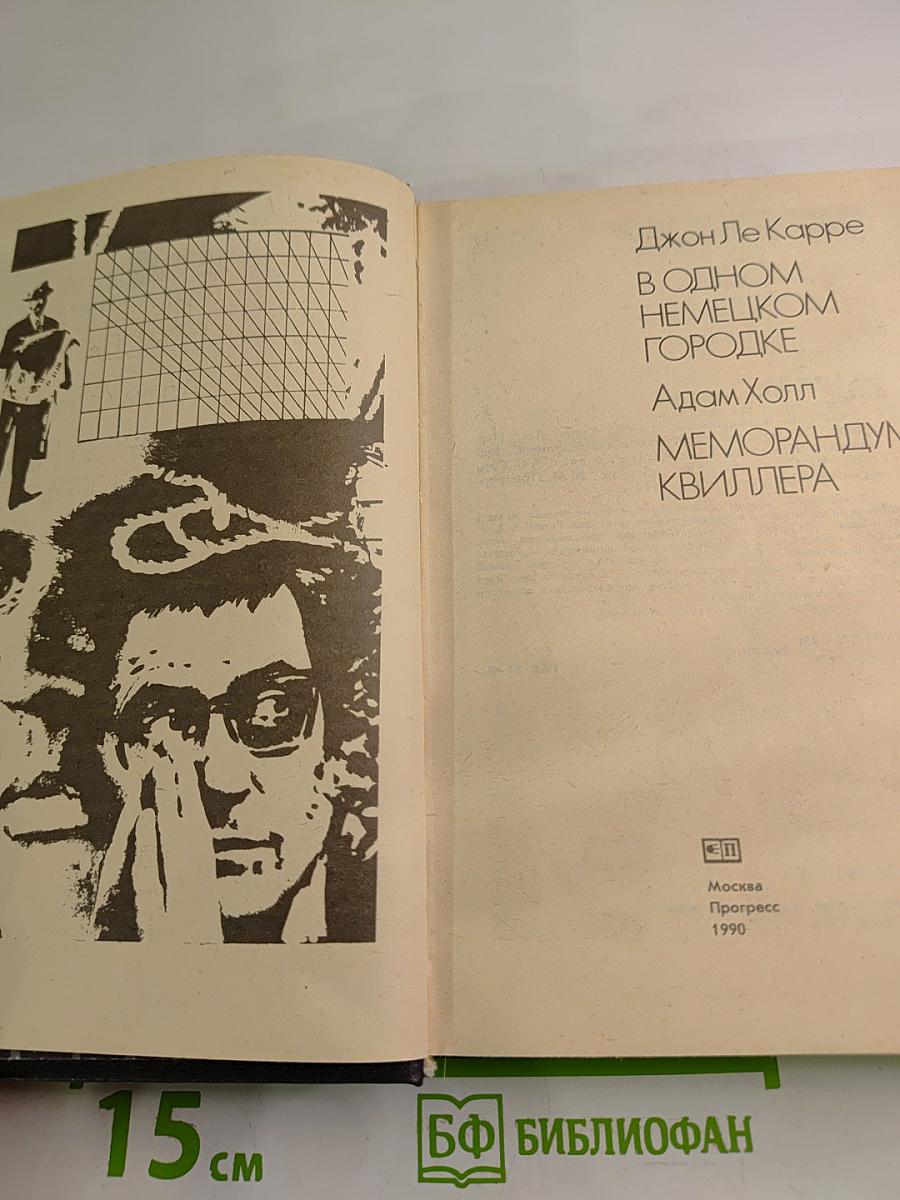 Джон Ле Карре
В ОДНОМ
НЕМЕЦКОМ
ГОРОДКЕ
Адам Холл
МЕМОРАНДУМ
КВИЛЛЕРА
П
Москва
Прогресс
1990
15 см
БФ БИБЛИОФАН